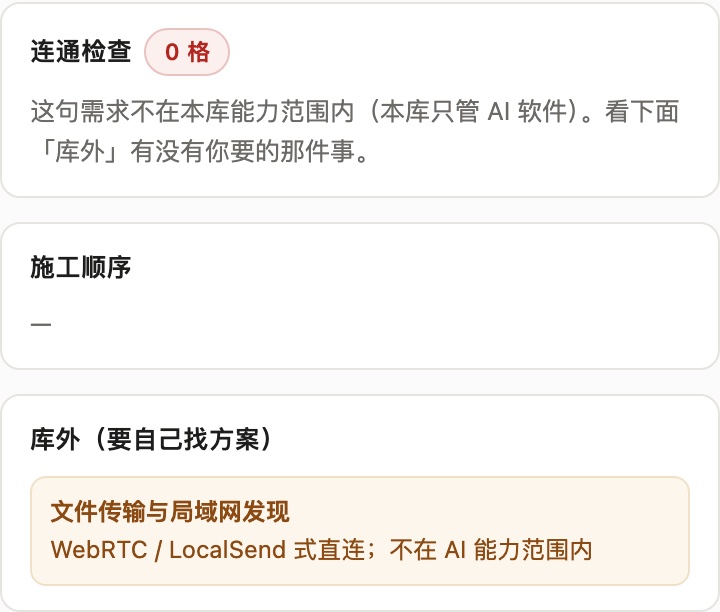 连通检查 0 格
这句需求不在本库能力范围内（本库只管 AI 软件）。看下面
「库外」有没有你要的那件事。
施工顺序
—
库外（要自己找方案）
文件传输与局域网发现
WebRTC / LocalSend 式直连；不在 AI 能力范围内